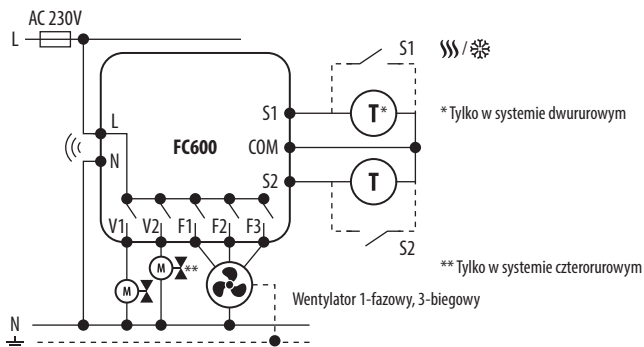 AC 230V
L
S1
/
L
S1
T*
* Tylko w systemie dwururowym
N
FC600
COM
S2
T
V1 V2 F1 F2 F3
S2
M
M
**
** Tylko w systemie czterorurowym
Wentylator 1-fazowy, 3-biegowy
N